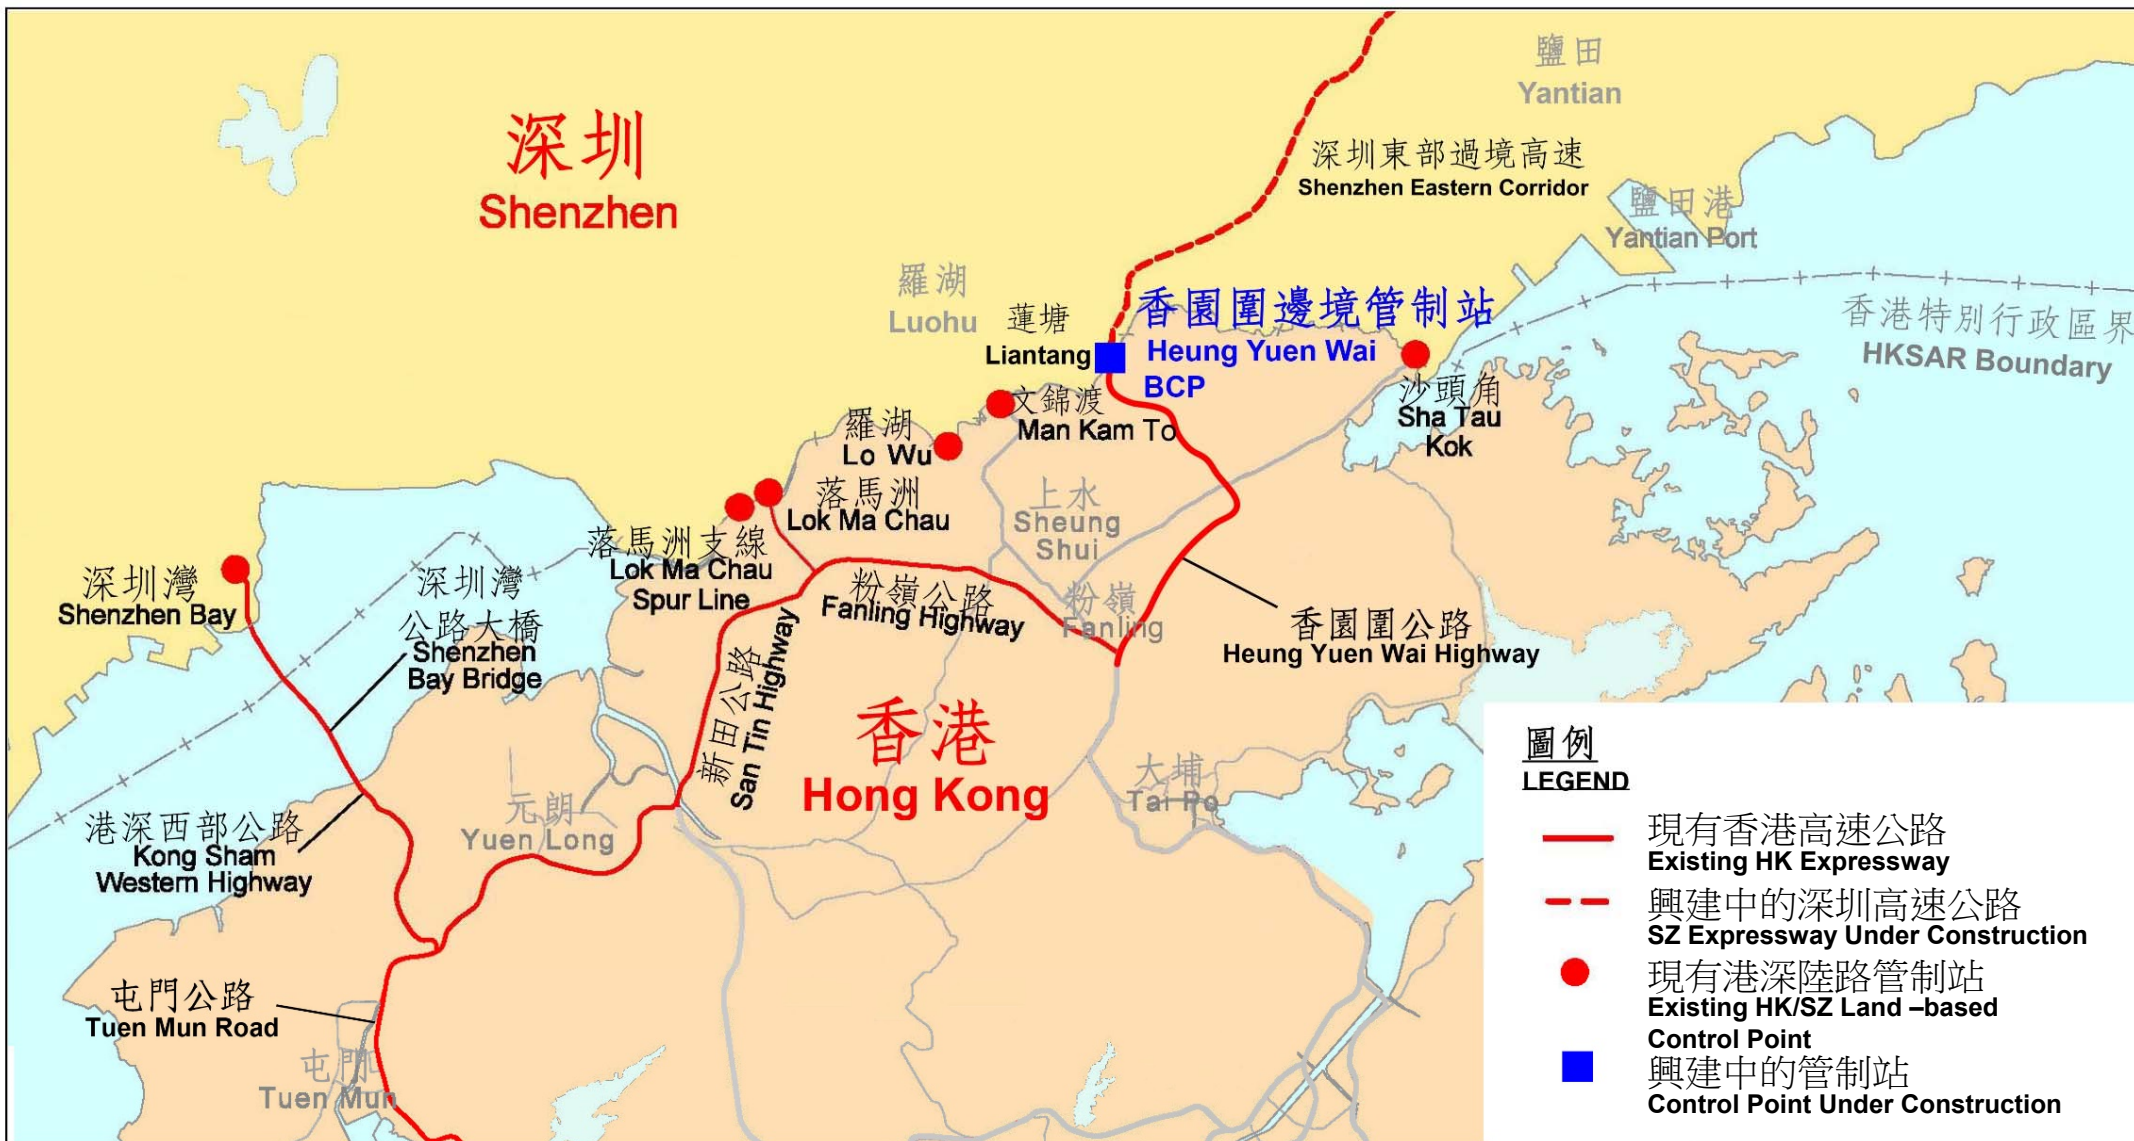 鹽田
Yantian
深圳
Shenzhen
深圳東部過境高速
Shenzhen Eastern Corridor
鹽田港
Yantian Port
羅湖
Luohu
蓮塘
Liantang
香園圍邊境管制站
Heung Yuen Wai
BCP
香港特別行政區界
HKSAR Boundary
文錦渡
Man Kam To
沙頭角
Sha Tau
Kok
羅湖
Lo Wu
落馬洲
Lok Ma Chau
上水
Sheung
Shui
落馬洲支線
Lok Ma Chau
Spur Line
深圳灣
Shenzhen Bay
深圳灣
公路大橋
Shenzhen
Bay Bridge
粉嶺公路
Fanling Highway
粉嶺
Fanling
香園圍公路
Heung Yuen Wai Highway
新田公路
San Tin Highway
香港
Hong Kong
大埔
Tai Po
元朗
Yuen Long
港深西部公路
Kong Sham
Western Highway
屯門公路
Tuen Mun Road
屯門
Tuen Mun
圖例
LEGEND
現有香港高速公路
Existing HK Expressway
興建中的深圳高速公路
SZ Expressway Under Construction
現有港深陸路管制站
Existing HK/SZ Land –based
Control Point
興建中的管制站
Control Point Under Construction